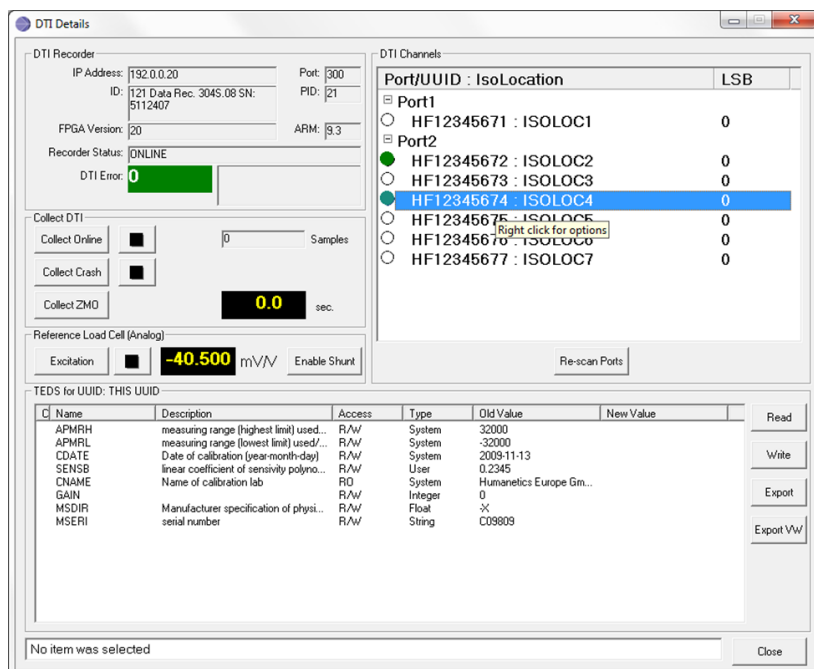 DTI Details
DTI Recorder
IP Address: 192.0.0.20 Port: 300
ID: 121 Data Rec. 304S.08 SN: 5112407 PID: 21
FPGA Version: 20 ARM: 9.3
Recorder Status: ONLINE
DTI Error: 0
Collect DTI
Collect Online 0 Samples
Collect Crash
Collect ZMO 0.0 sec.
Reference Load Cell (Analog)
Excitation -40.500 mV/V Enable Shunt
DTI Channels
Port/UUID : IsoLocation LSB
Port1
HF12345671 : ISOLOC1 0
Port2
HF12345672 : ISOLOC2 0
HF12345673 : ISOLOC3 0
HF12345674 : ISOLOC4 0
HF12345675 : ISOLOC5 0
Right click for options
HF12345676 : ISOLOC6 0
HF12345677 : ISOLOC7 0
Re-scan Ports
TEDS for UUID: THIS UUID
C Name Description Access Type Old Value New Value
APMRH measuring range (highest limit) used... R/W System 32000
APMRL measuring range (lowest limit) used/... R/W System -32000
CDATE Date of calibration (year-month-day) R/W System 2009-11-13
SENSB linear coefficient of sensivity polyno... R/W User 0.2345
CNAME Name of calibration lab RO System Humanetics Europe Gm...
GAIN R/W Integer 0
MSDIR Manufacturer specification of physi... R/W Float -X
MSERI serial number R/W String C09809
Read
Write
Export
Export VW
No item was selected
Close